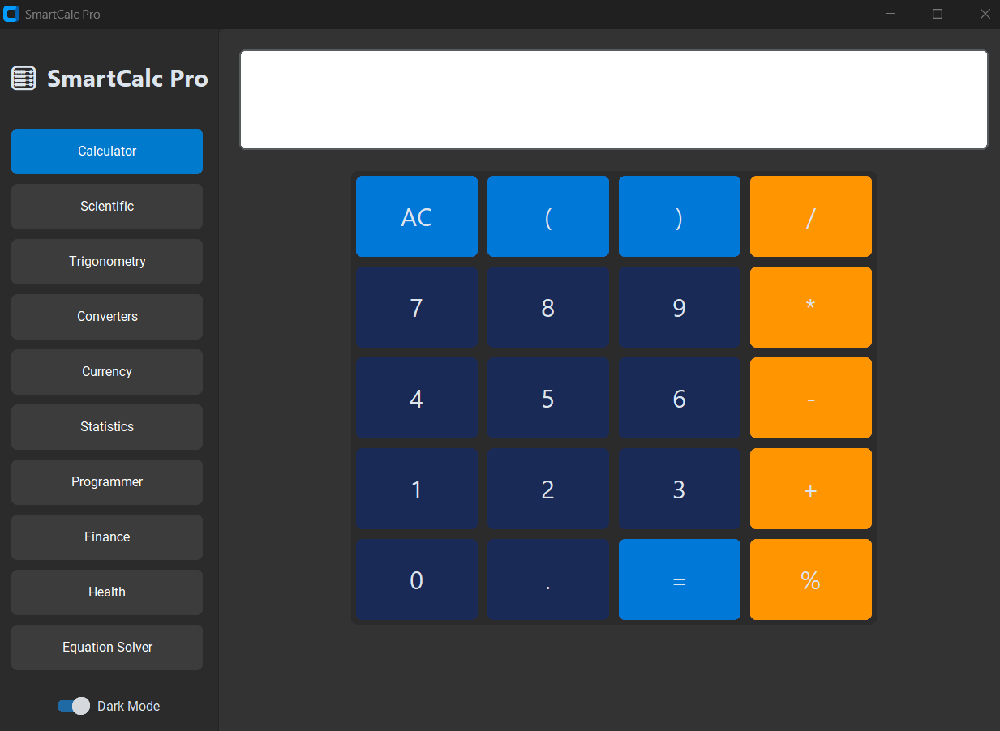 SmartCalc Pro
SmartCalc Pro
Calculator
Scientific
Trigonometry
Converters
Currency
Statistics
Programmer
Finance
Health
Equation Solver
Dark Mode
AC ( ) /
7 8 9 *
4 5 6 -
1 2 3 +
0 . = %